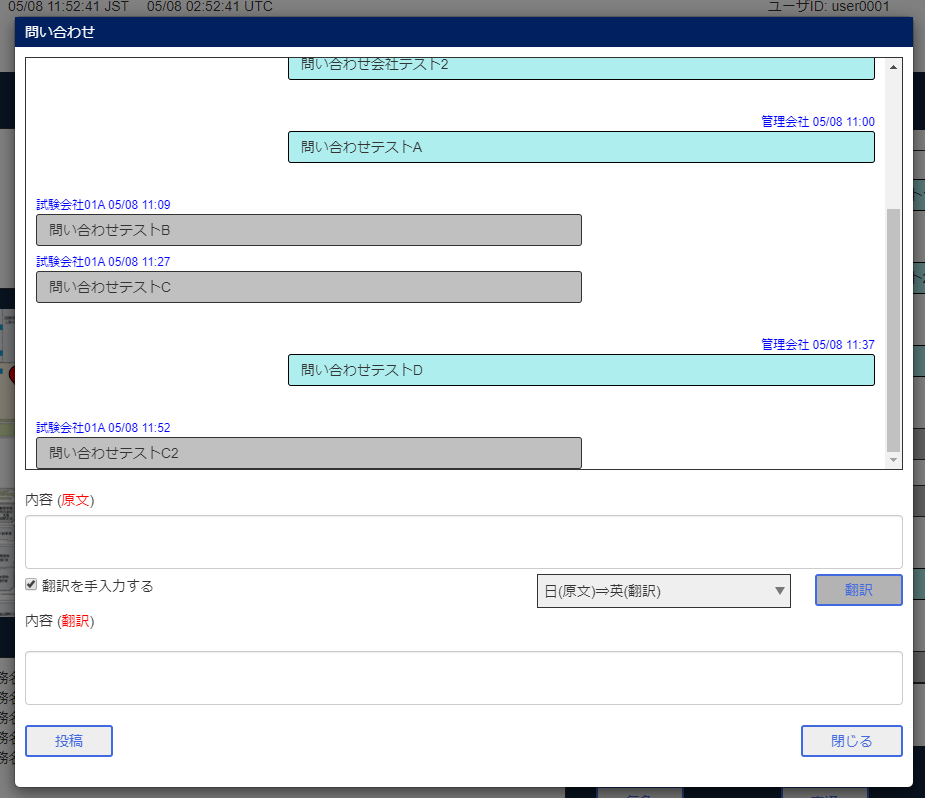 05/08 11:52:41 JST 05/08 02:52:41 UTC ユーザID: user0001
問い合わせ
問い合わせ会社テスト2
管理会社 05/08 11:00
問い合わせテストA
試験会社01A 05/08 11:09
問い合わせテストB
試験会社01A 05/08 11:27
問い合わせテストC
管理会社 05/08 11:37
問い合わせテストD
試験会社01A 05/08 11:52
問い合わせテストC2
内容 (原文)
翻訳を手入力する
日(原文)⇒英(翻訳)
翻訳
内容 (翻訳)
投稿
閉じる